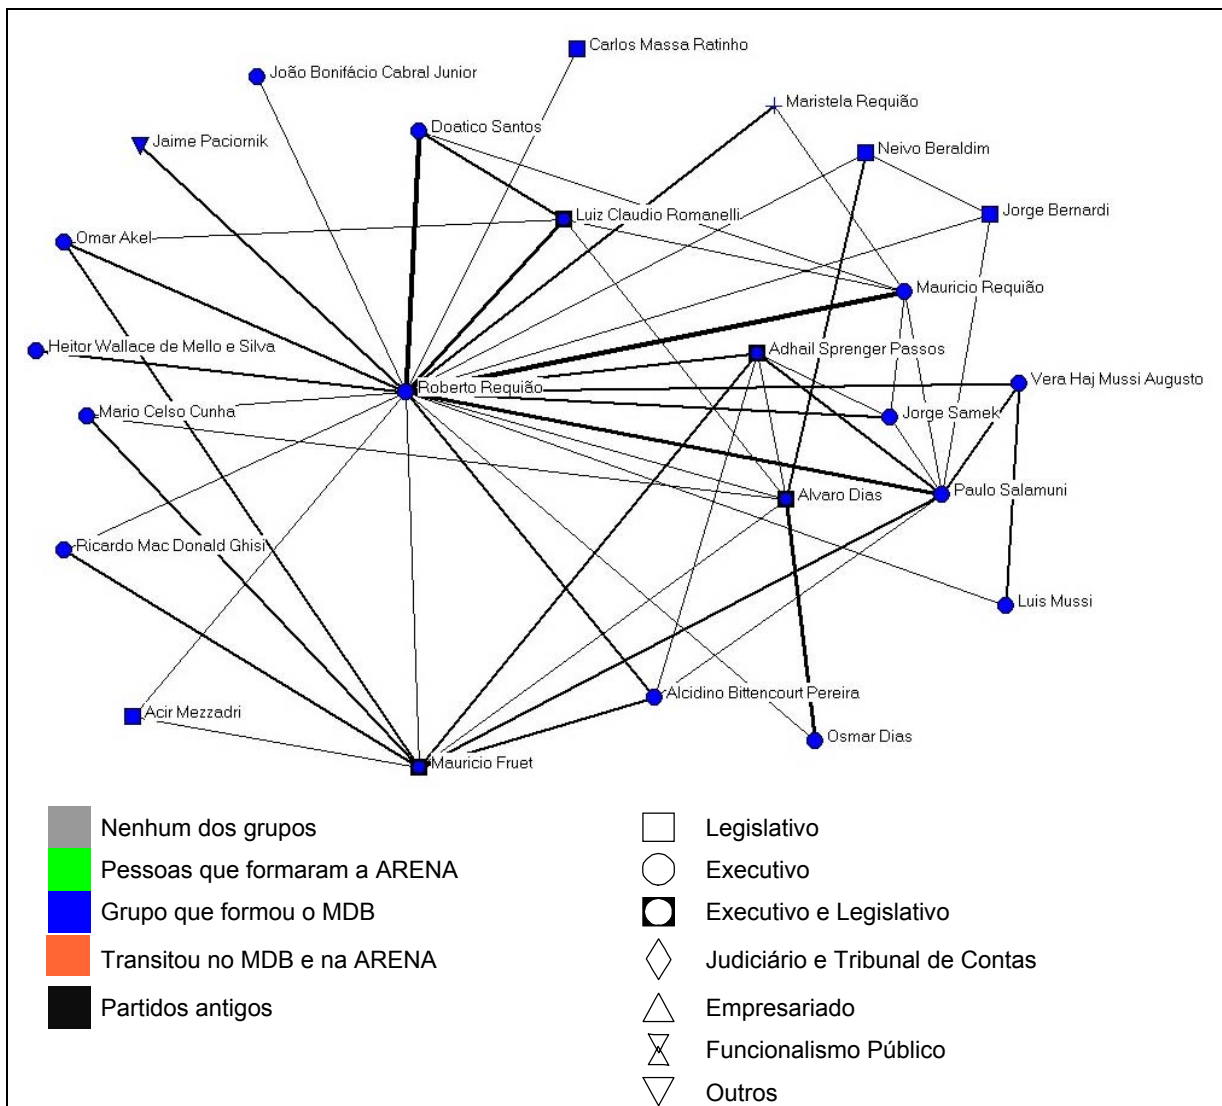 Carlos Massa Ratinho
João Bonifácio Cabral Junior
Maristela Requião
Doatico Santos
Jaime Paciornik
Neivo Beraldim
Luiz Claudio Romanelli
Jorge Bernardi
Omar Akel
Mauricio Requião
Heitor Wallace de Mello e Silva
Adhail Sprenger Passos
Roberto Requião
Vera Haj Mussi Augusto
Mario Celso Cunha
Jorge Samek
Alvaro Dias
Paulo Salamuni
Ricardo Mac Donald Ghisi
Luis Mussi
Alcidino Bittencourt Pereira
Acir Mezzadri
Osmar Dias
Mauricio Fruet
Nenhum dos grupos
Pessoas que formaram a ARENA
Grupo que formou o MDB
Transitou no MDB e na ARENA
Partidos antigos
Legislativo
Executivo
Executivo e Legislativo
Judiciário e Tribunal de Contas
Empresariado
Funcionalismo Público
Outros